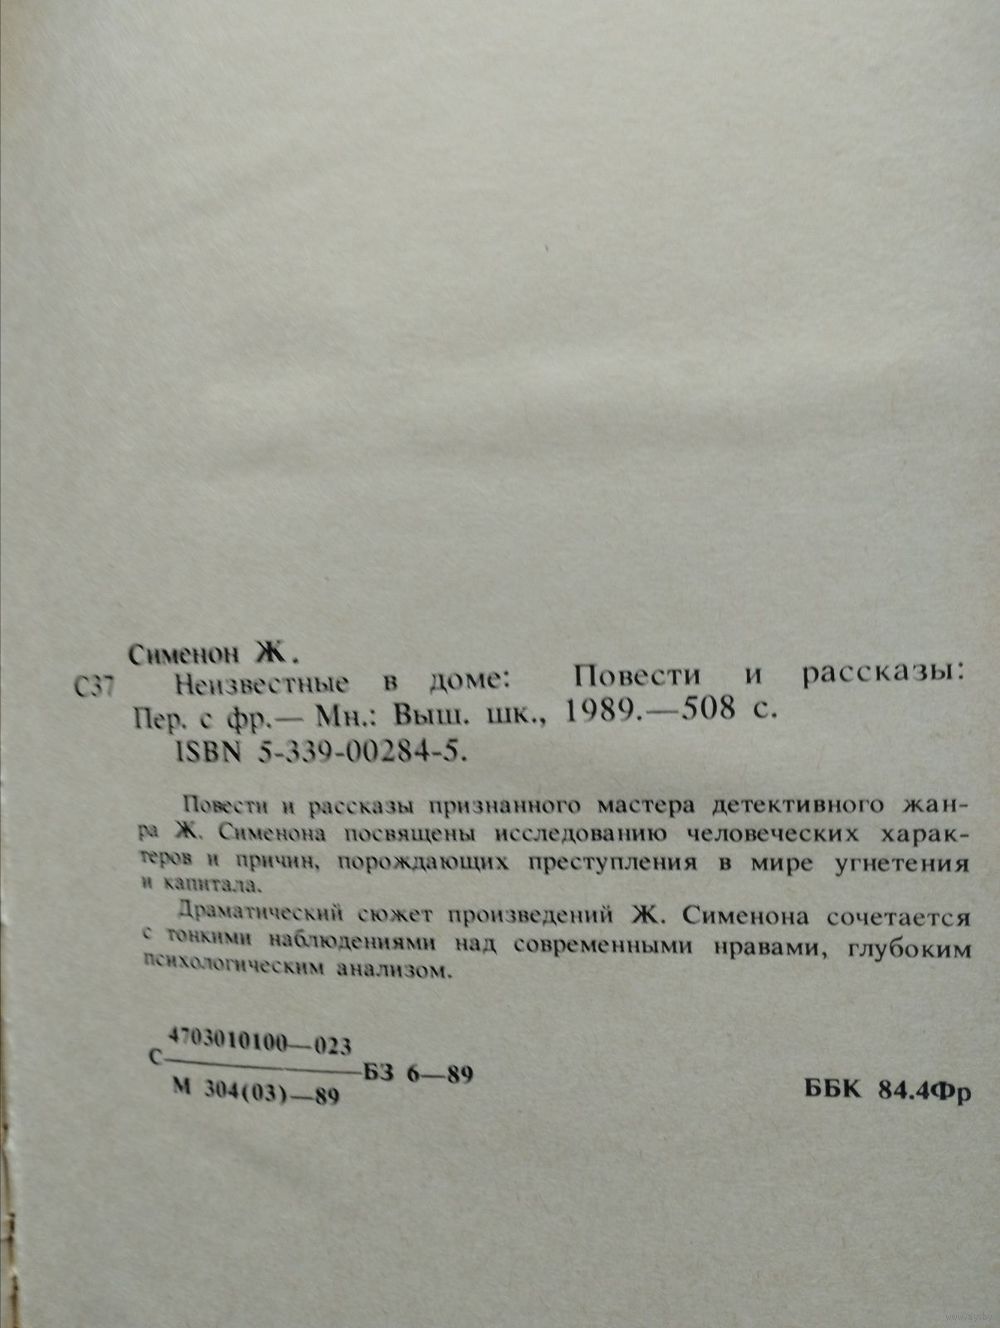 Сименон Ж.
С37 Неизвестные в доме: Повести и рассказы:
Пер. с фр.— Мн.: Выш. шк., 1989.—508 с.
ISBN 5-339-00284-5.
Повести и рассказы признанного мастера детективного жан-
ра Ж. Сименона посвящены исследованию человеческих харак-
теров и причин, порождающих преступления в мире угнетения
и капитала.
Драматический сюжет произведений Ж. Сименона сочетается
с тонкими наблюдениями над современными нравами, глубоким
психологическим анализом.
4703010100—023
С———БЗ 6—89
М 304(03)—89
ББК 84.4Фр